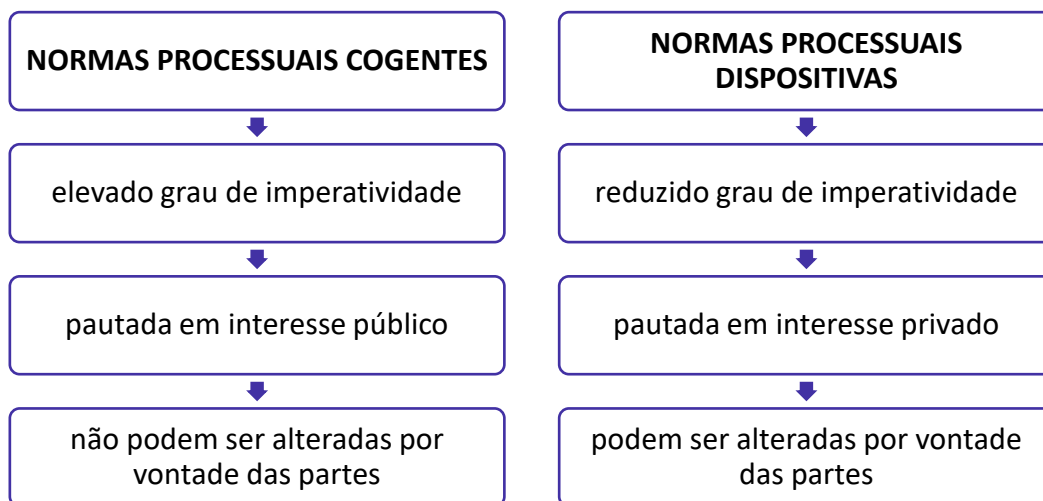 NORMAS PROCESSUAIS COGENTES
elevado grau de imperatividade
pautada em interesse público
não podem ser alteradas por
vontade das partes
NORMAS PROCESSUAIS
DISPOSITIVAS
reduzido grau de imperatividade
pautada em interesse privado
podem ser alteradas por vontade
das partes